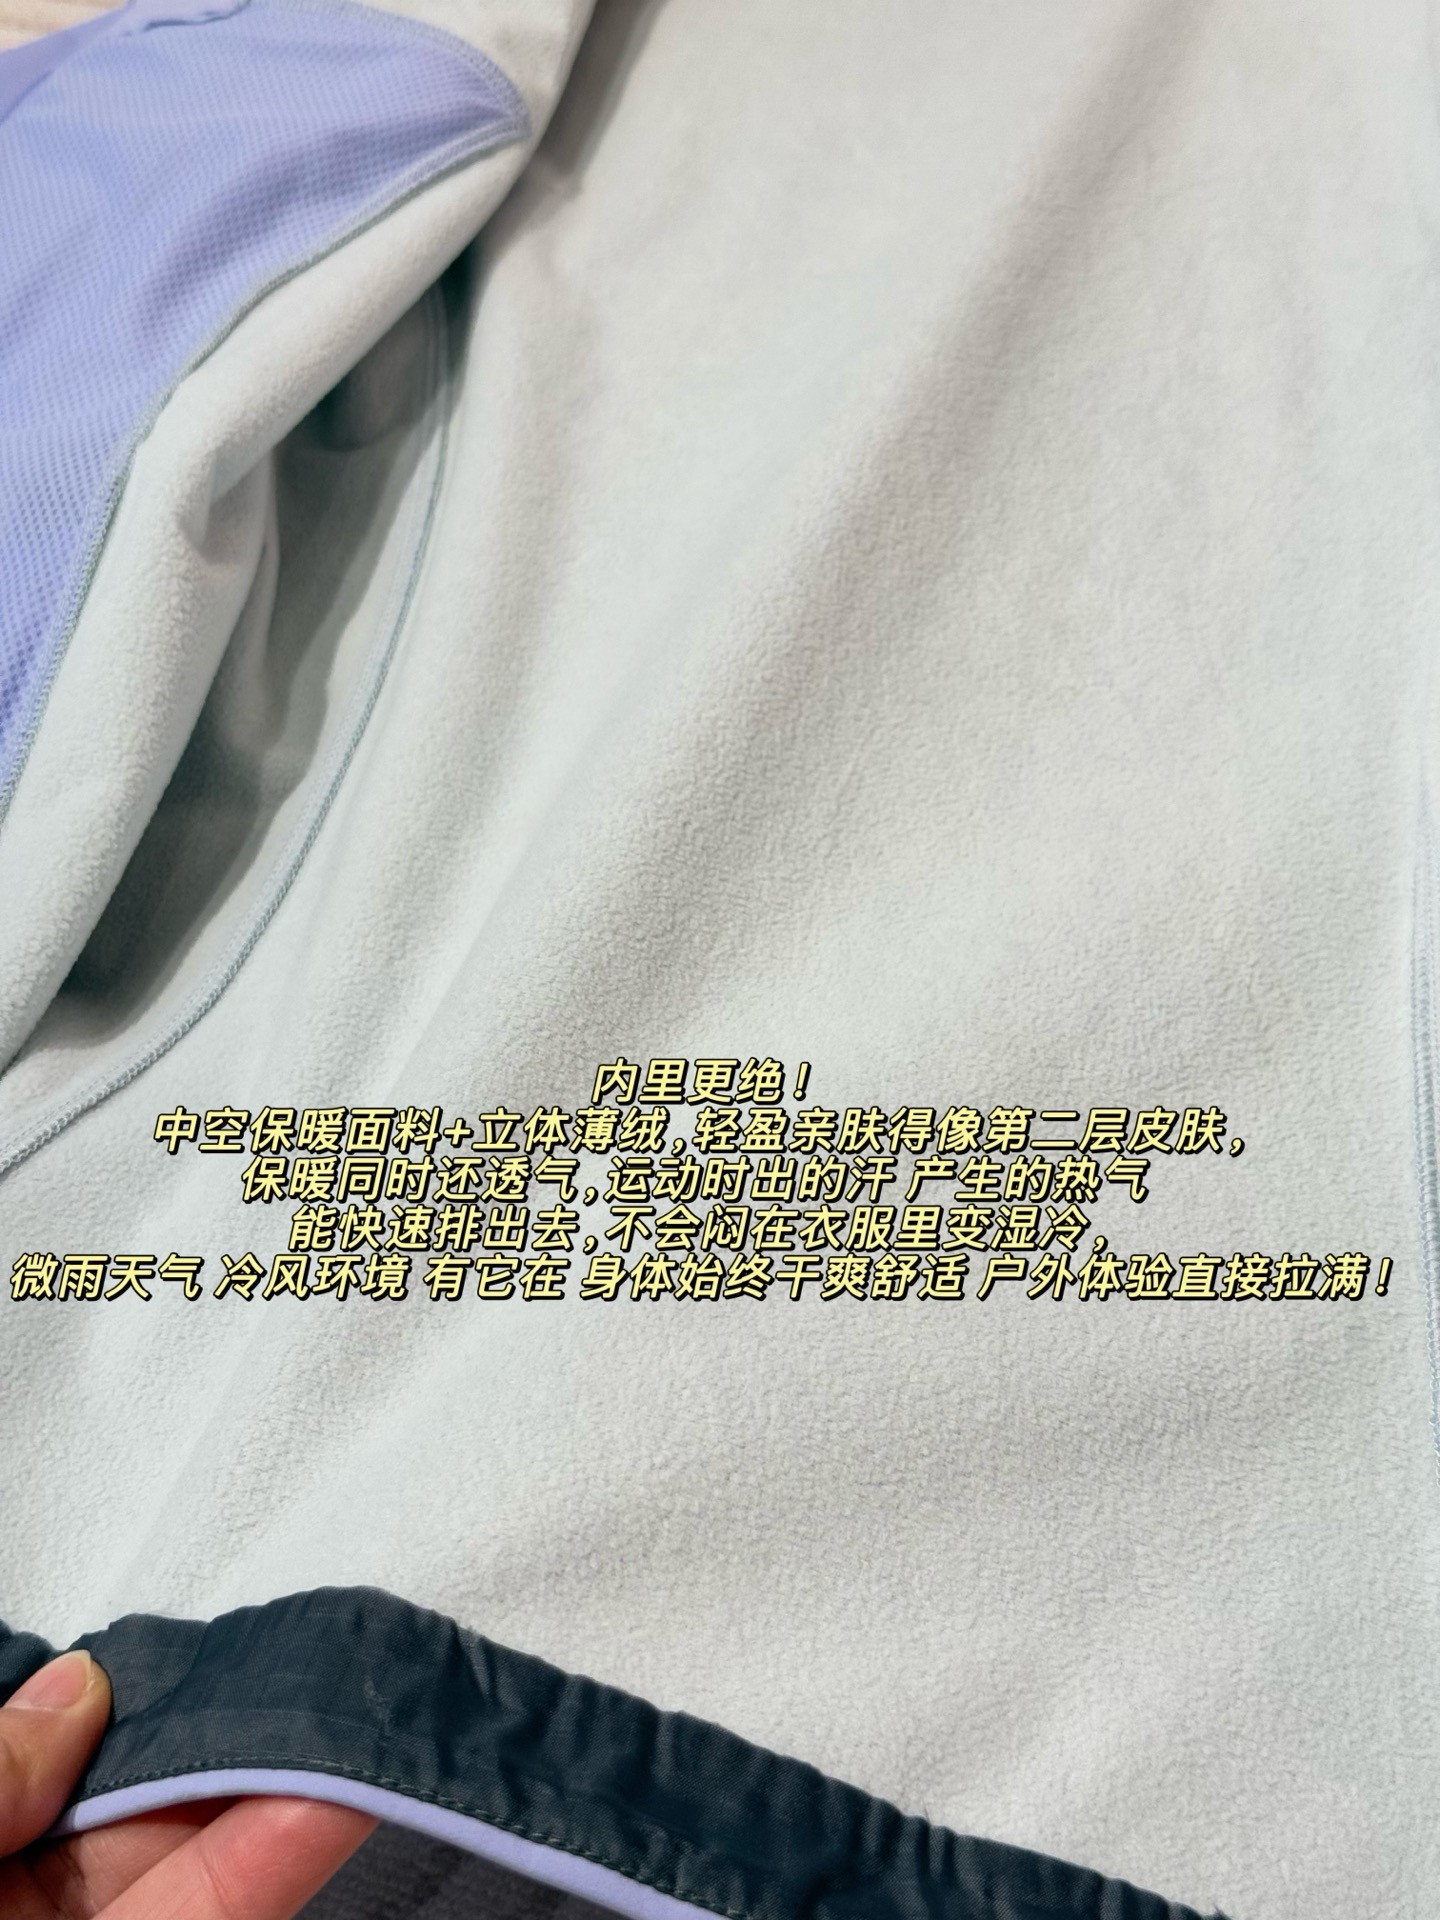 内里更绝！
中空保暖面料+立体薄绒,轻盈亲肤得像第二层皮肤，
保暖同时还透气,运动时出的汗 产生的热气
能快速排出去,不会闷在衣服里变湿冷，
微雨天气 冷风环境 有它在 身体始终干爽舒适 户外体验直接拉满！